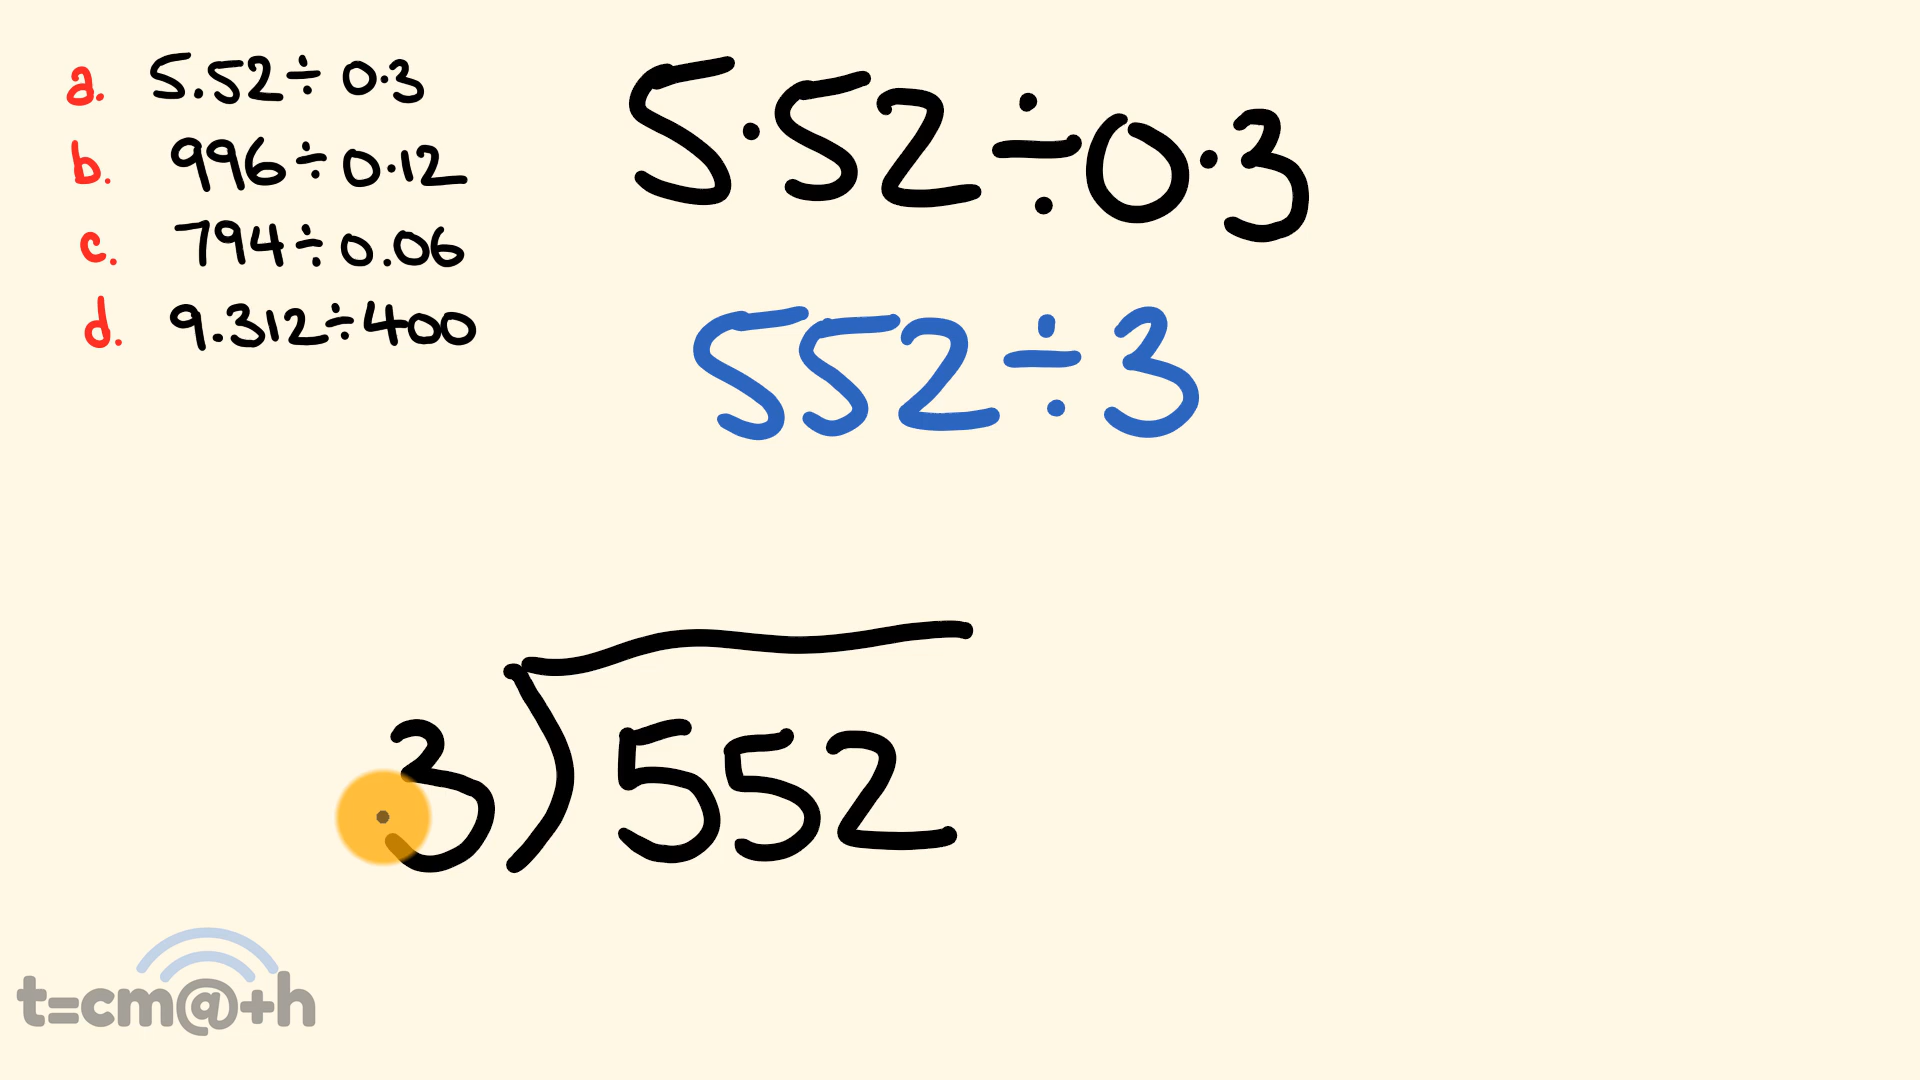 a. 5.52 ÷ 0.3
b. 996 ÷ 0.12
c. 794 ÷ 0.06
d. 9.312 ÷ 400
5.52 ÷ 0.3
552 ÷ 3
3 ) 552
t=cm@+h